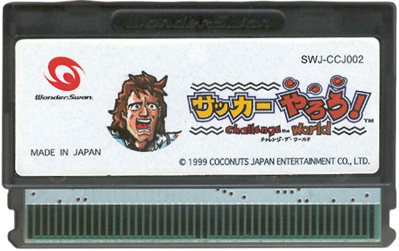 SWJ-CCJ002
WonderSwan
サッカーやろう!™
Challenge the World
チャレンジ・ザ・ワールド
MADE IN JAPAN
© 1999 COCONUTS JAPAN ENTERTAINMENT CO., LTD.